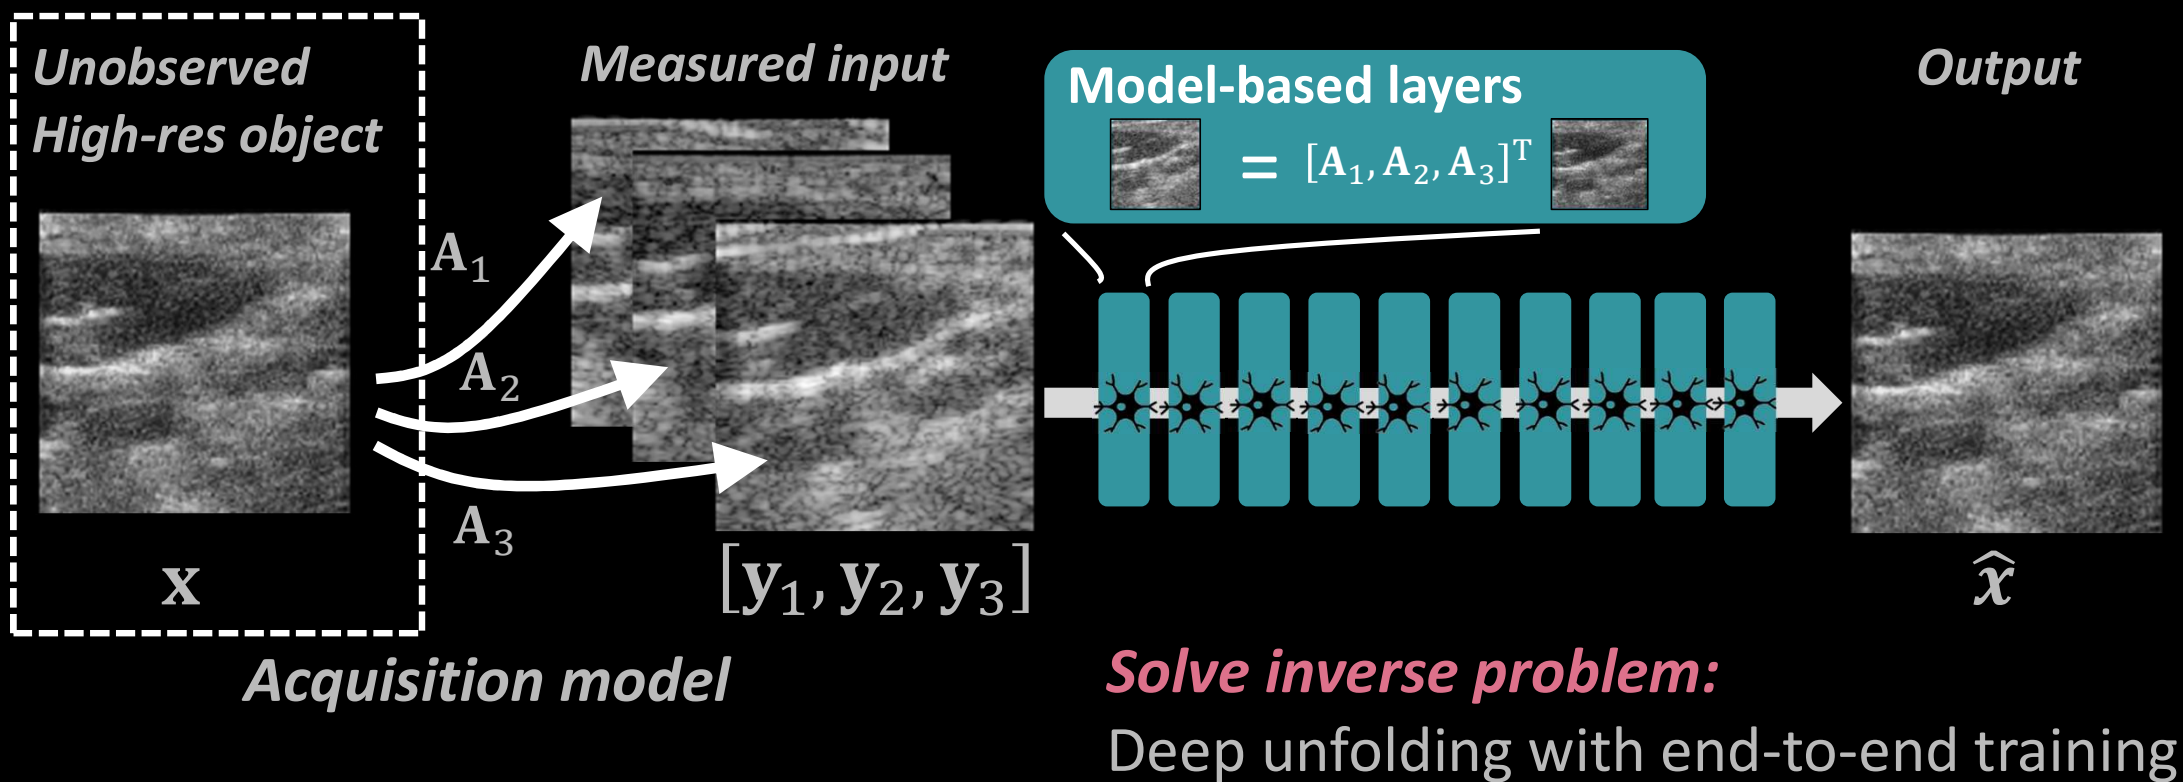 Unobserved
High-res object
x
A₁
A₂
A₃
Acquisition model
Measured input
[y₁, y₂, y₃]
Model-based layers
= [A₁, A₂, A₃]ᵀ
Output
x̂
Solve inverse problem:
Deep unfolding with end-to-end training